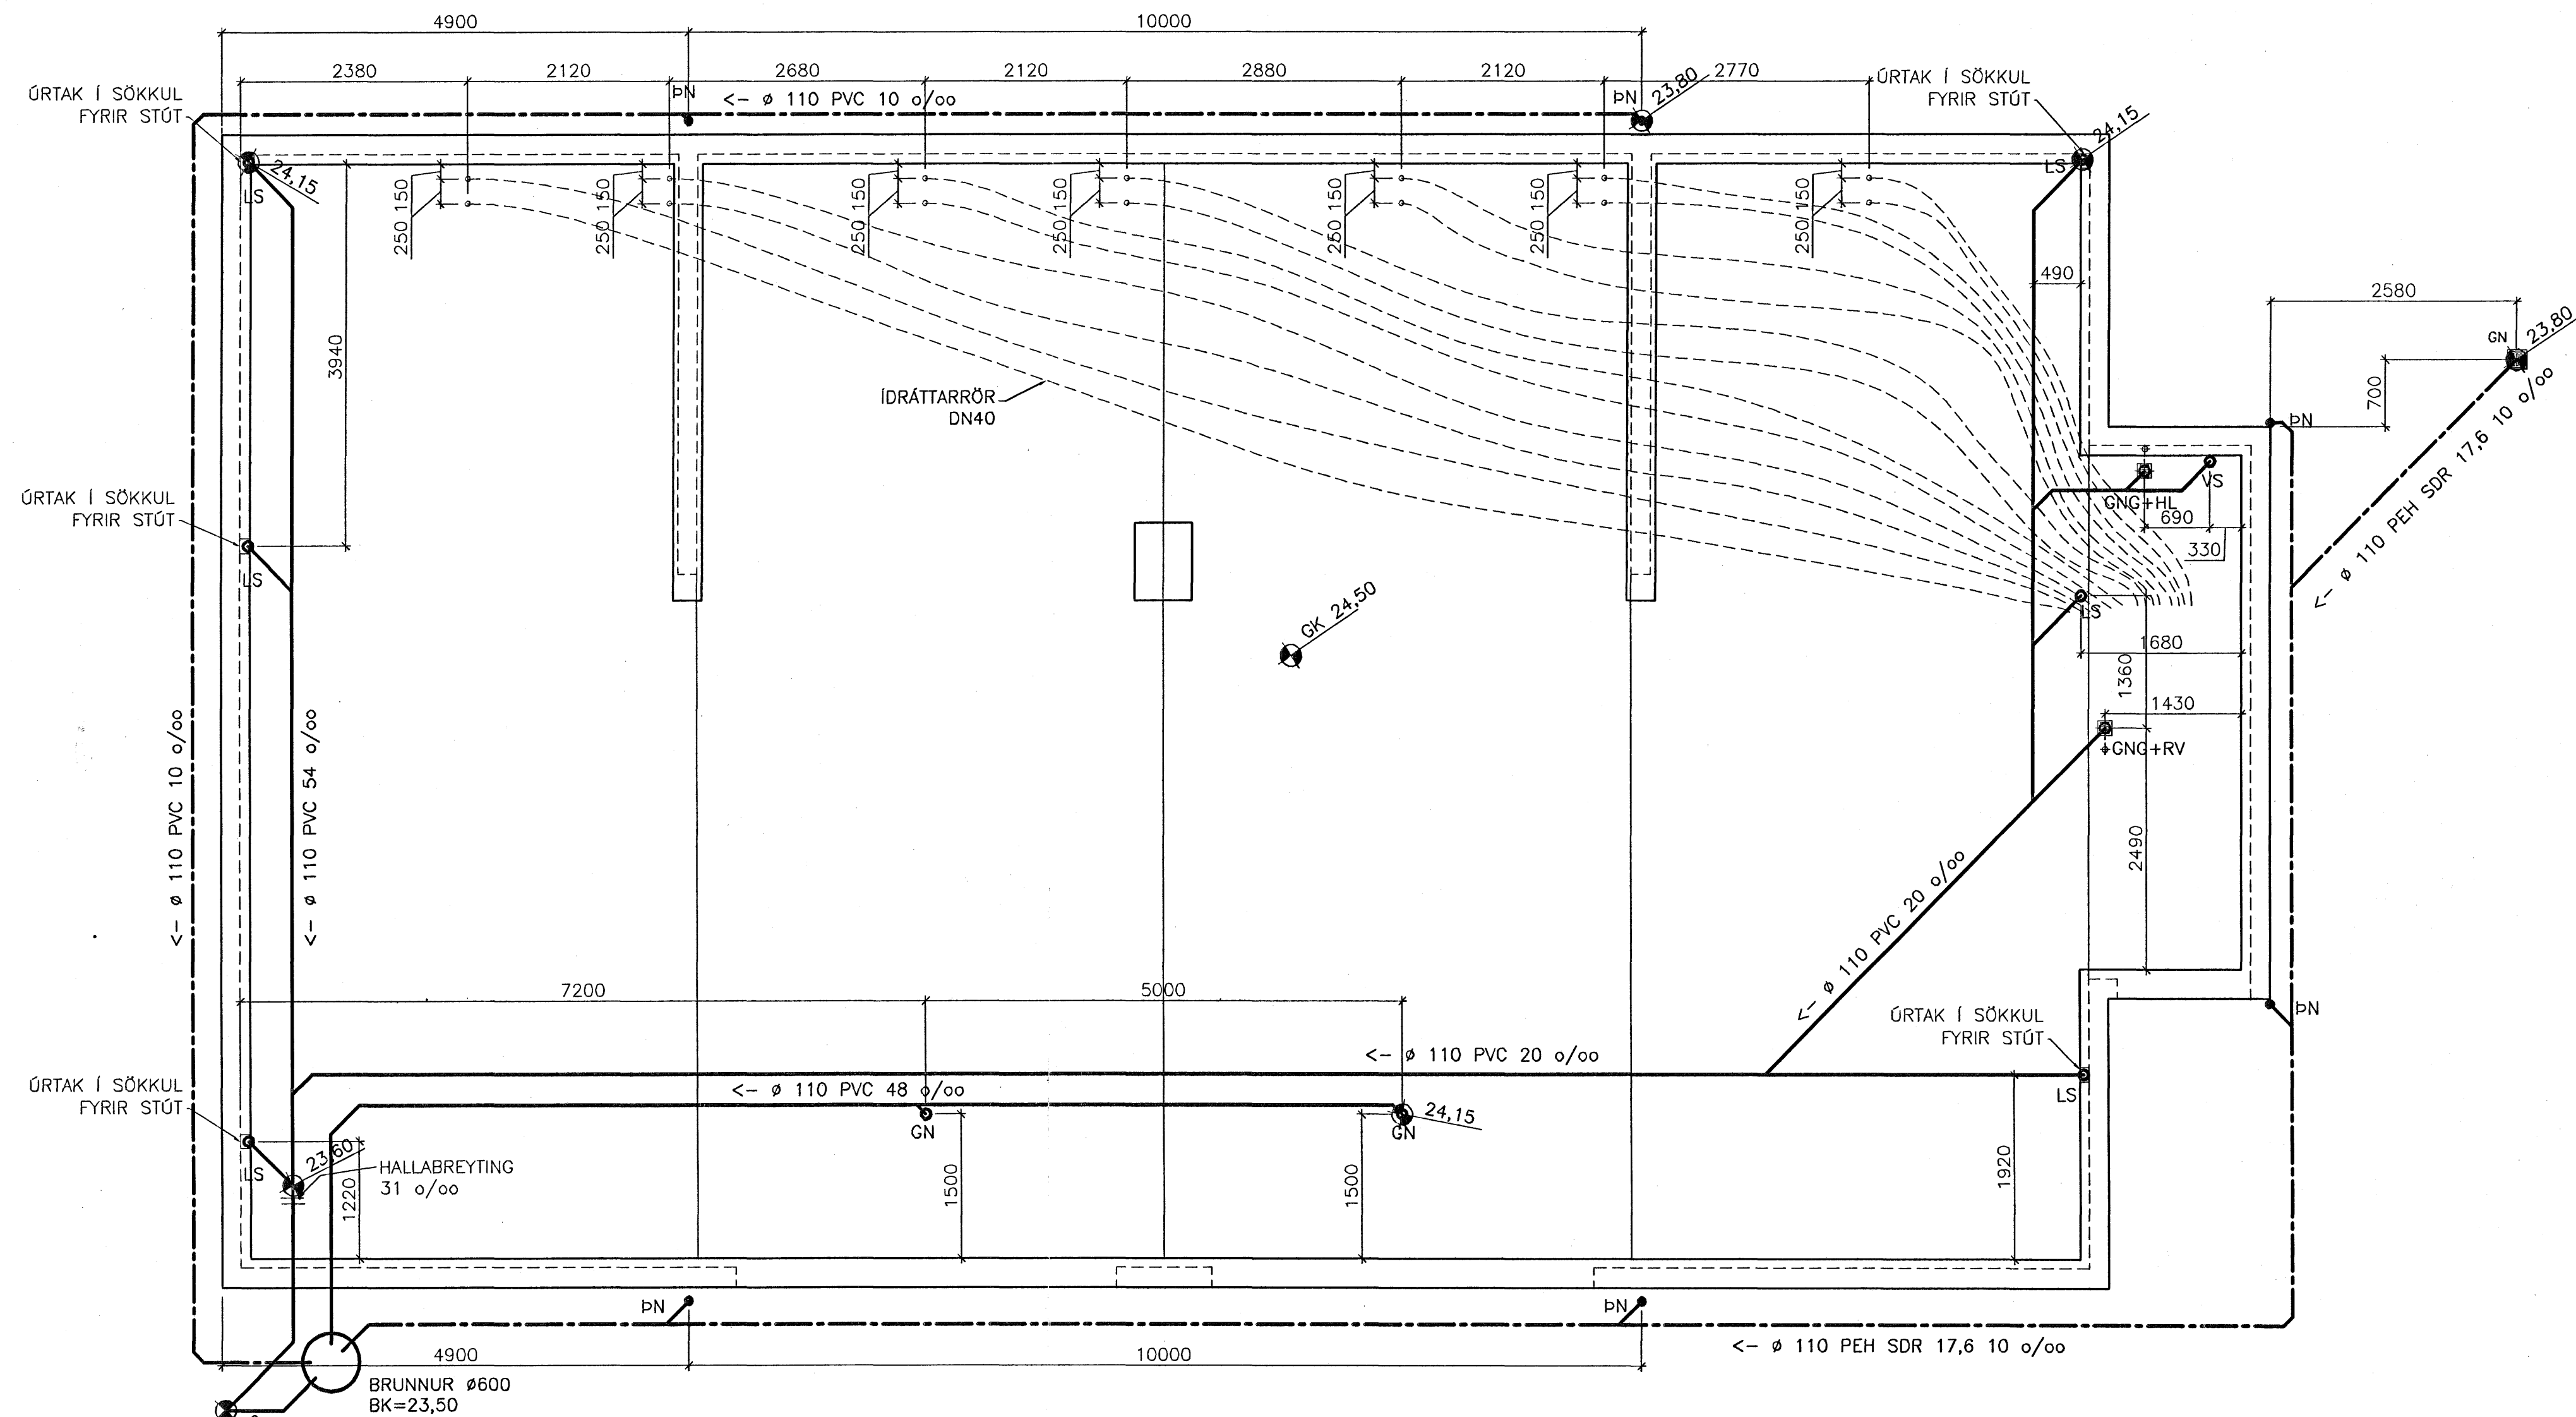 4900
10000
2380
2120
2680
2120
2880
2120
2770
ÚRTAK Í SÖKKUL
FYRIR STÚT
ÞN
<- ø 110 PVC 10 o/oo
ÞN
23,80
ÚRTAK Í SÖKKUL
FYRIR STÚT
24,15
LS
24,15
LS
250 150
250 150
250 150
250 150
250 150
250 150
250 150
490
2580
GN
23,80
700
3940
ÍDRÁTTARRÖR
DN40
ÞN
<- ø 110 PEH SDR 17,6 10 o/oo
ÚRTAK Í SÖKKUL
FYRIR STÚT
LS
VS
GNG+HL
690
330
GK 24,50
LS
1680
1360
1430
GNG+RV
<- ø 110 PVC 10 o/oo
<- ø 110 PVC 54 o/oo
2490
<- ø 110 PVC 20 o/oo
7200
5000
ÞN
ÚRTAK Í SÖKKUL
FYRIR STÚT
<- ø 110 PVC 20 o/oo
ÚRTAK Í SÖKKUL
FYRIR STÚT
<- ø 110 PVC 48 o/oo
LS
GN
GN
24,15
LS
23,60
HALLABREYTING
31 o/oo
1220
1500
1500
1920
ÞN
ÞN
<- ø 110 PEH SDR 17,6 10 o/oo
4900
10000
BRUNNUR ø600
BK=23,50